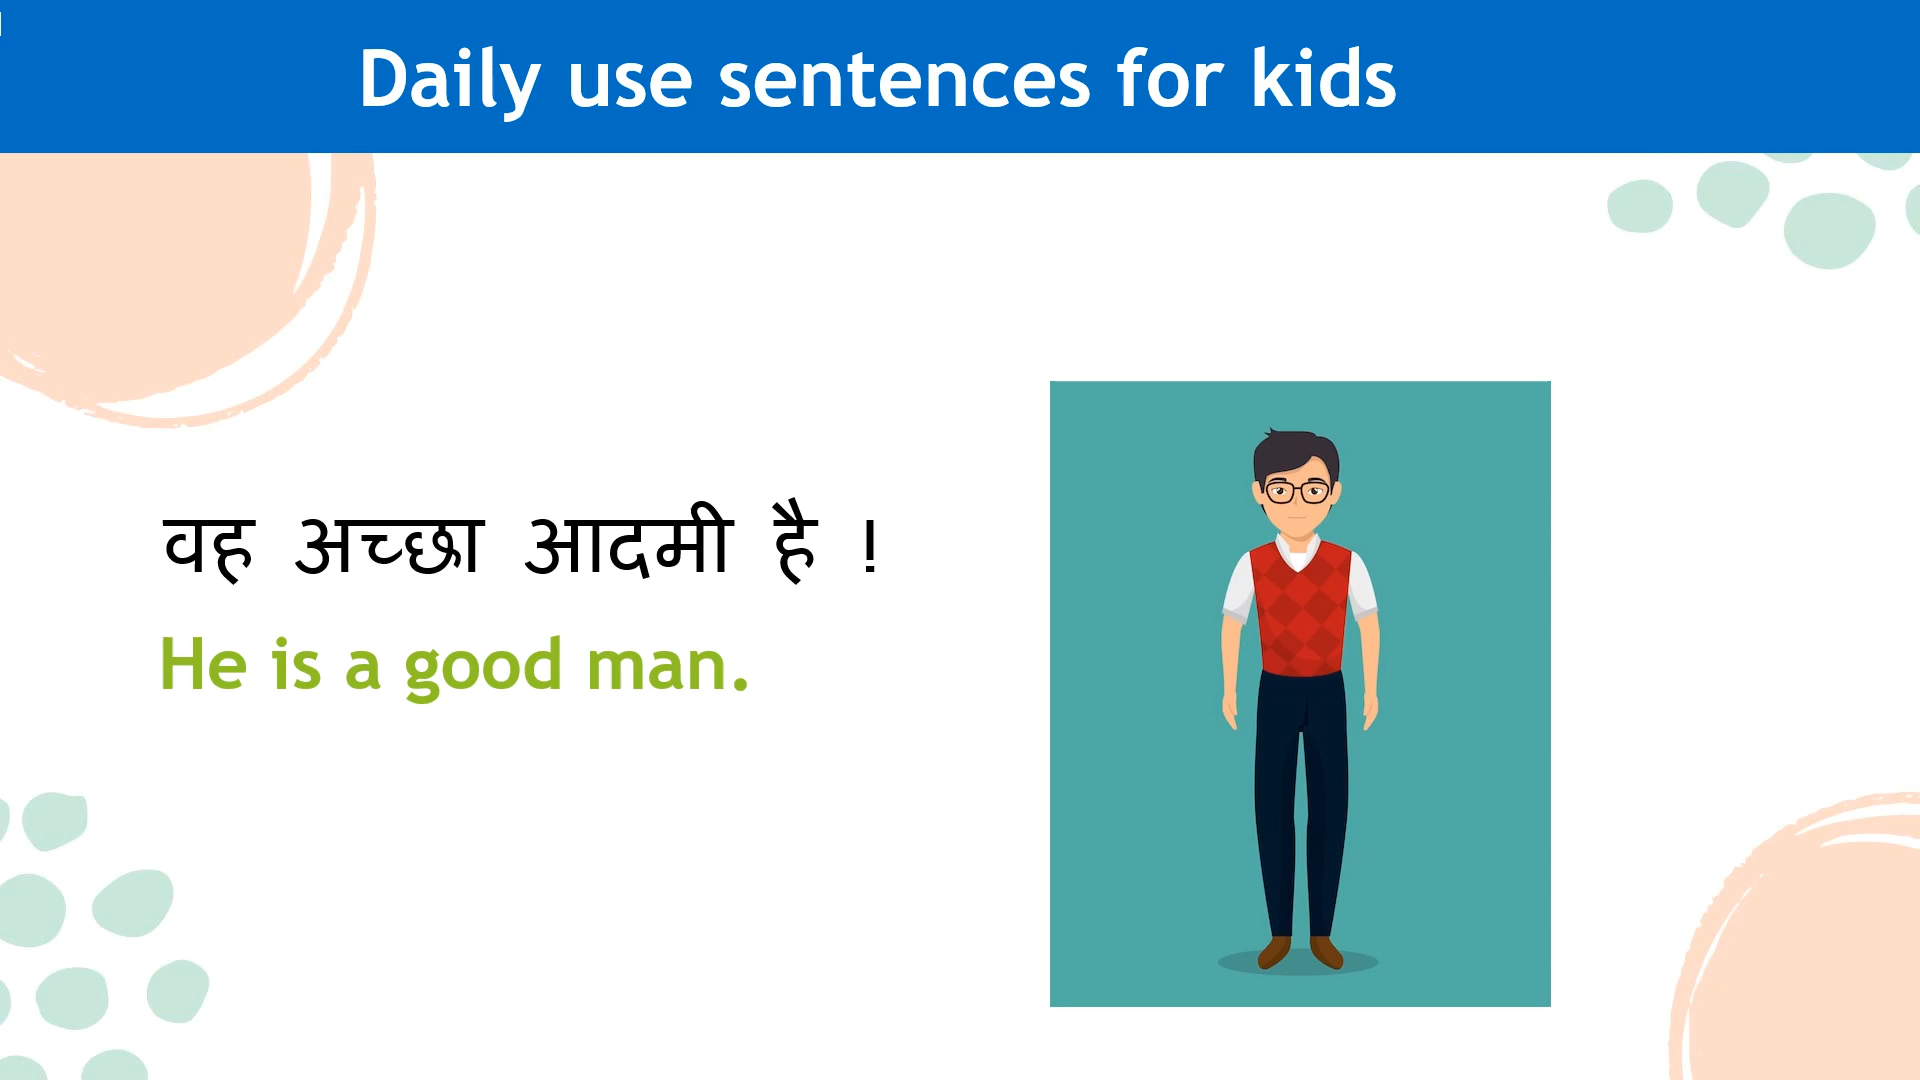 Daily use sentences for kids
वह अच्छा आदमी है !
He is a good man.